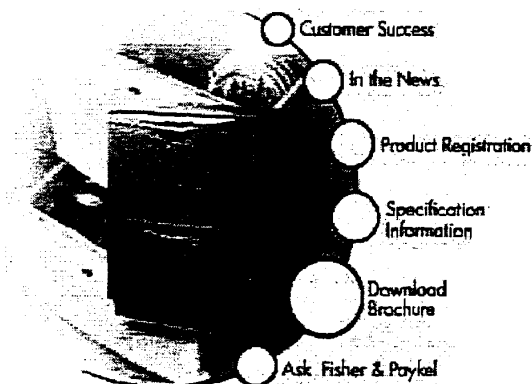 Customer Success
In the News
Product Registration
Specification
Information
Download
Brochure
Ask Fisher & Paykel